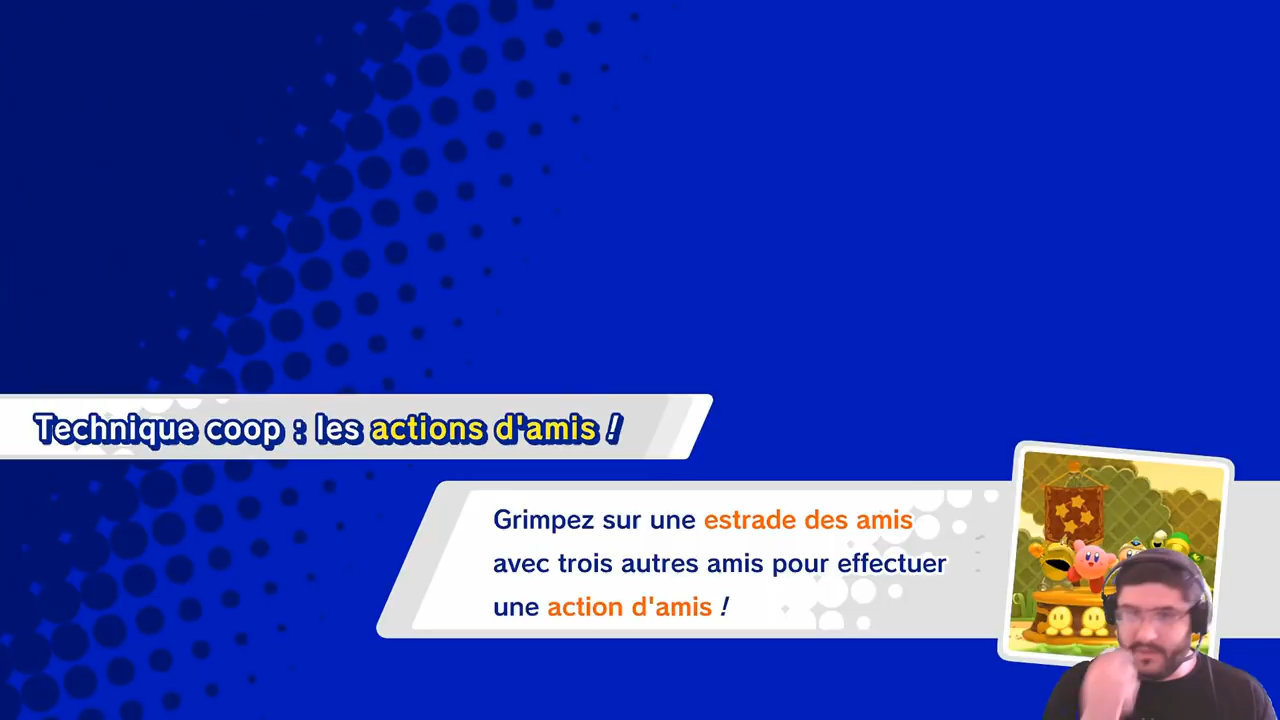 Technique coop : les actions d'amis !
Grimpez sur une estrade des amis
avec trois autres amis pour effectuer
une action d'amis !